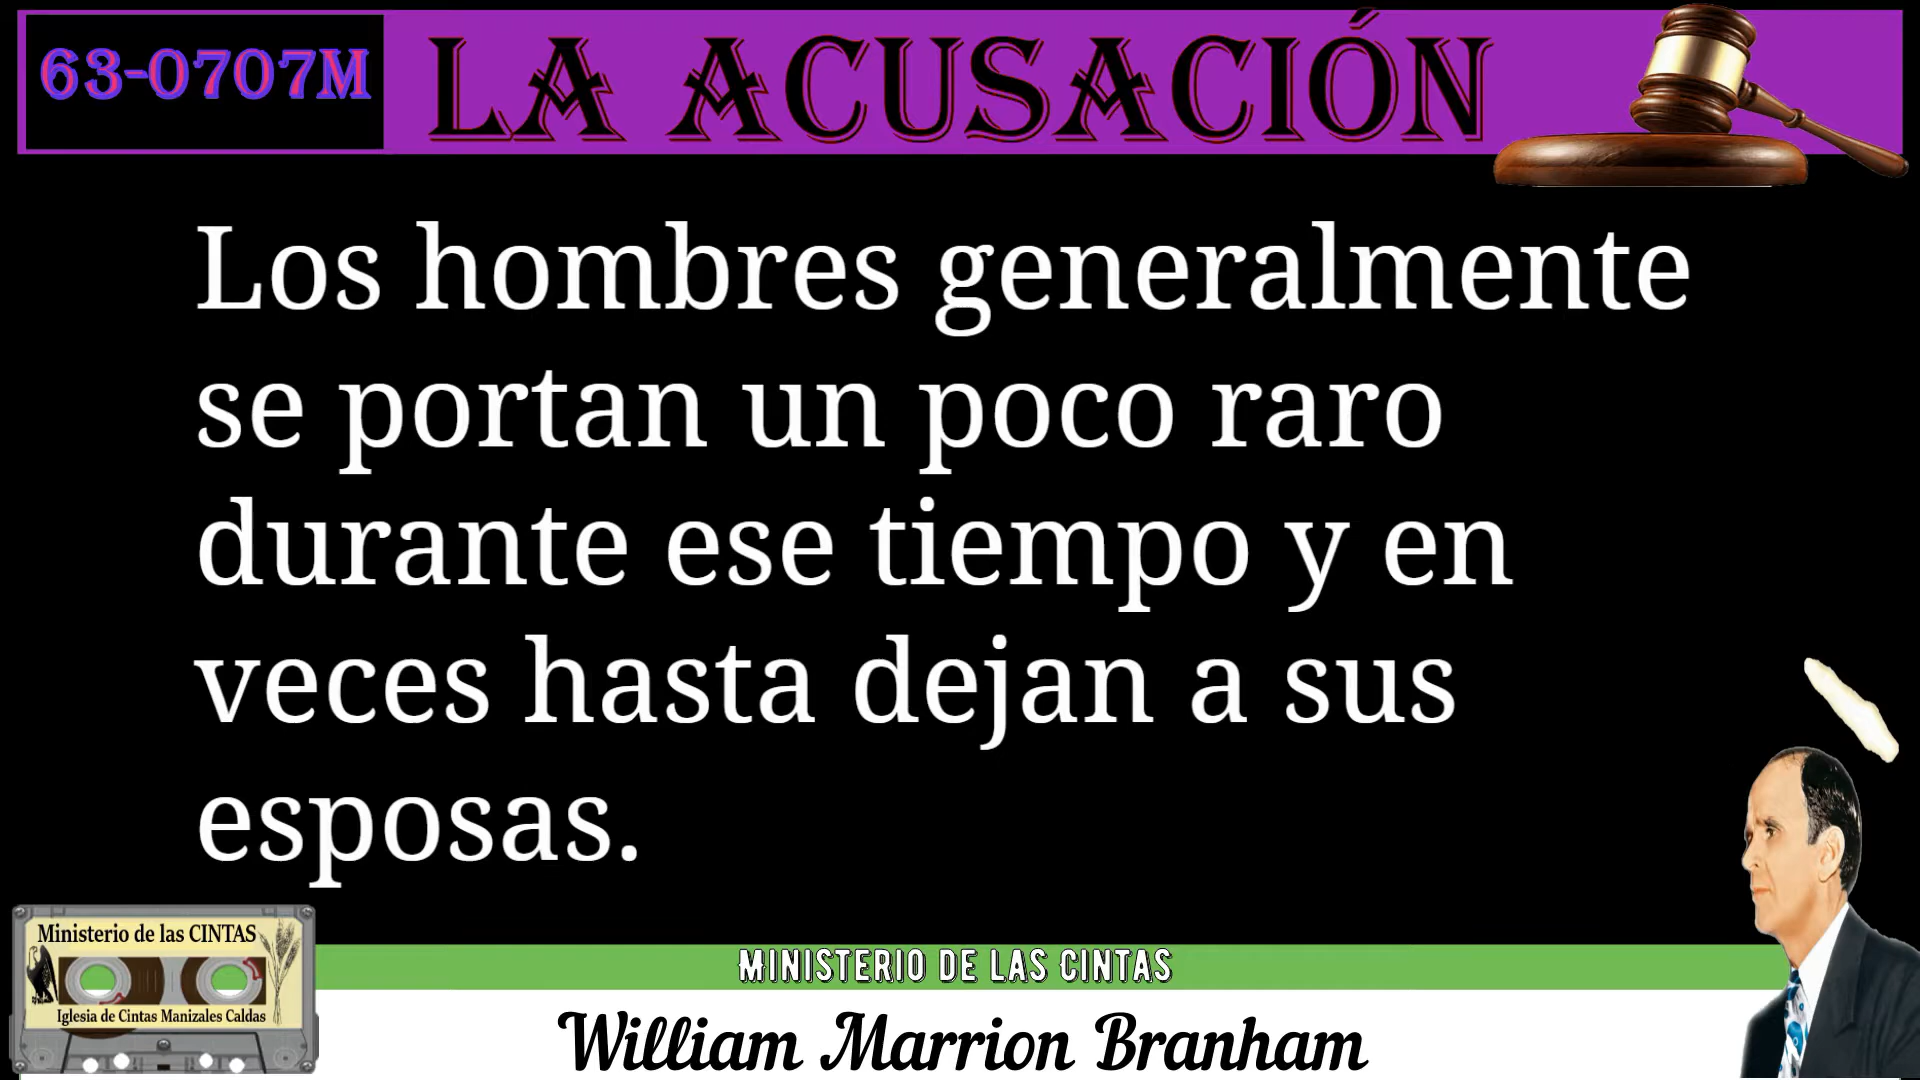 63-0707M
LA ACUSACIÓN
Los hombres generalmente
se portan un poco raro
durante ese tiempo y en
veces hasta dejan a sus
esposas.
Ministerio de las CINTAS
Iglesia de Cintas Manizales Caldas
MINISTERIO DE LAS CINTAS
William Marrion Branham